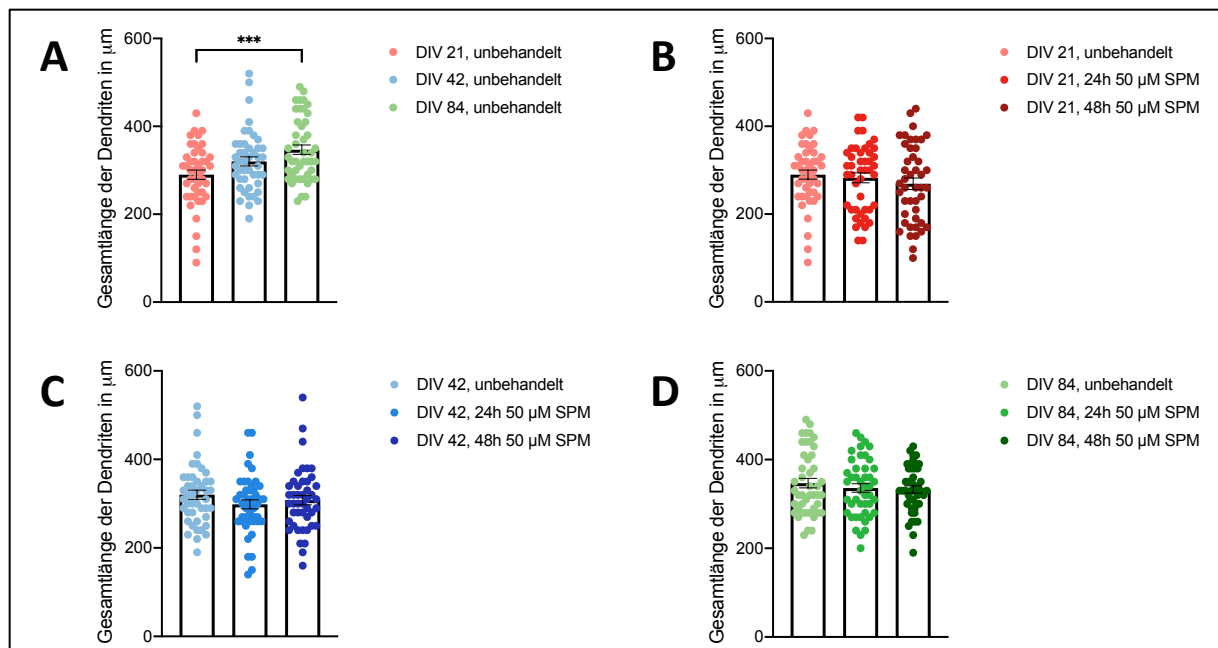 A
Gesamtlänge der Dendriten in µm
600
400
200
0
***
DIV 21, unbehandelt
DIV 42, unbehandelt
DIV 84, unbehandelt
B
Gesamtlänge der Dendriten in µm
600
400
200
0
DIV 21, unbehandelt
DIV 21, 24h 50 µM SPM
DIV 21, 48h 50 µM SPM
C
Gesamtlänge der Dendriten in µm
600
400
200
0
DIV 42, unbehandelt
DIV 42, 24h 50 µM SPM
DIV 42, 48h 50 µM SPM
D
Gesamtlänge der Dendriten in µm
600
400
200
0
DIV 84, unbehandelt
DIV 84, 24h 50 µM SPM
DIV 84, 48h 50 µM SPM